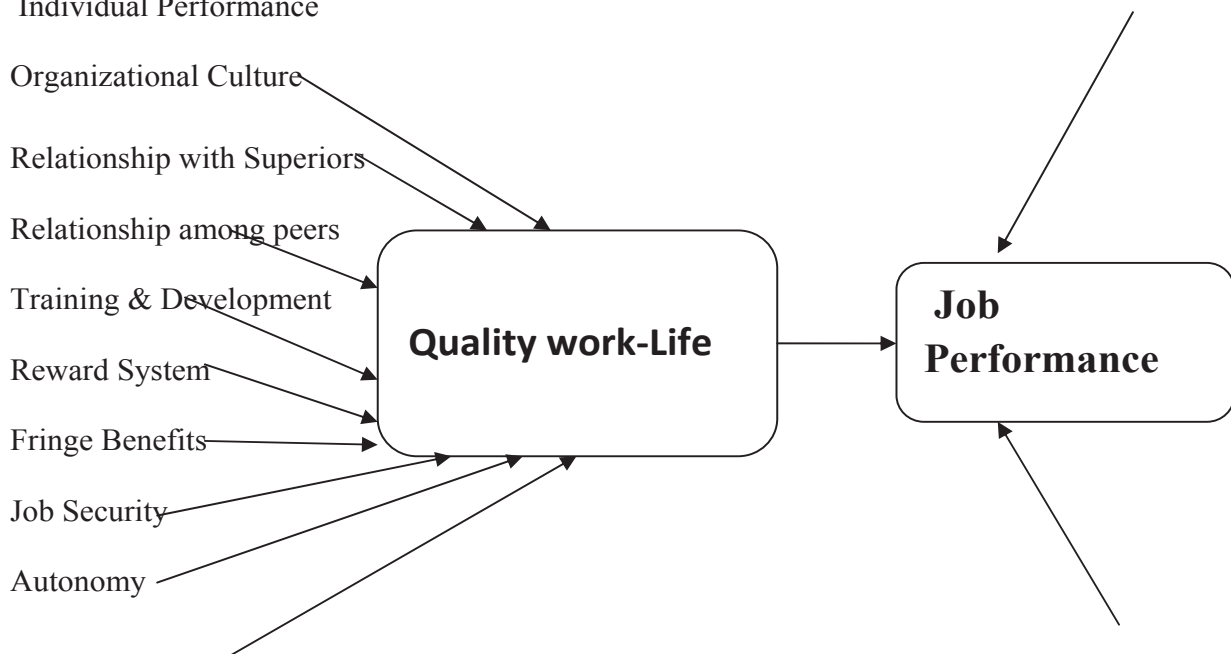 Individual Performance
Organizational Culture
Relationship with Superiors
Relationship among peers
Training & Development
Reward System
Fringe Benefits
Job Security
Autonomy
Quality work-Life
Job
Performance